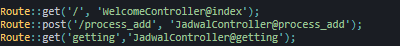 Route::get('/', 'WelcomeController@index');
Route::post('/process_add', 'JadwalController@process_add');
Route::get('getting','JadwalController@getting');